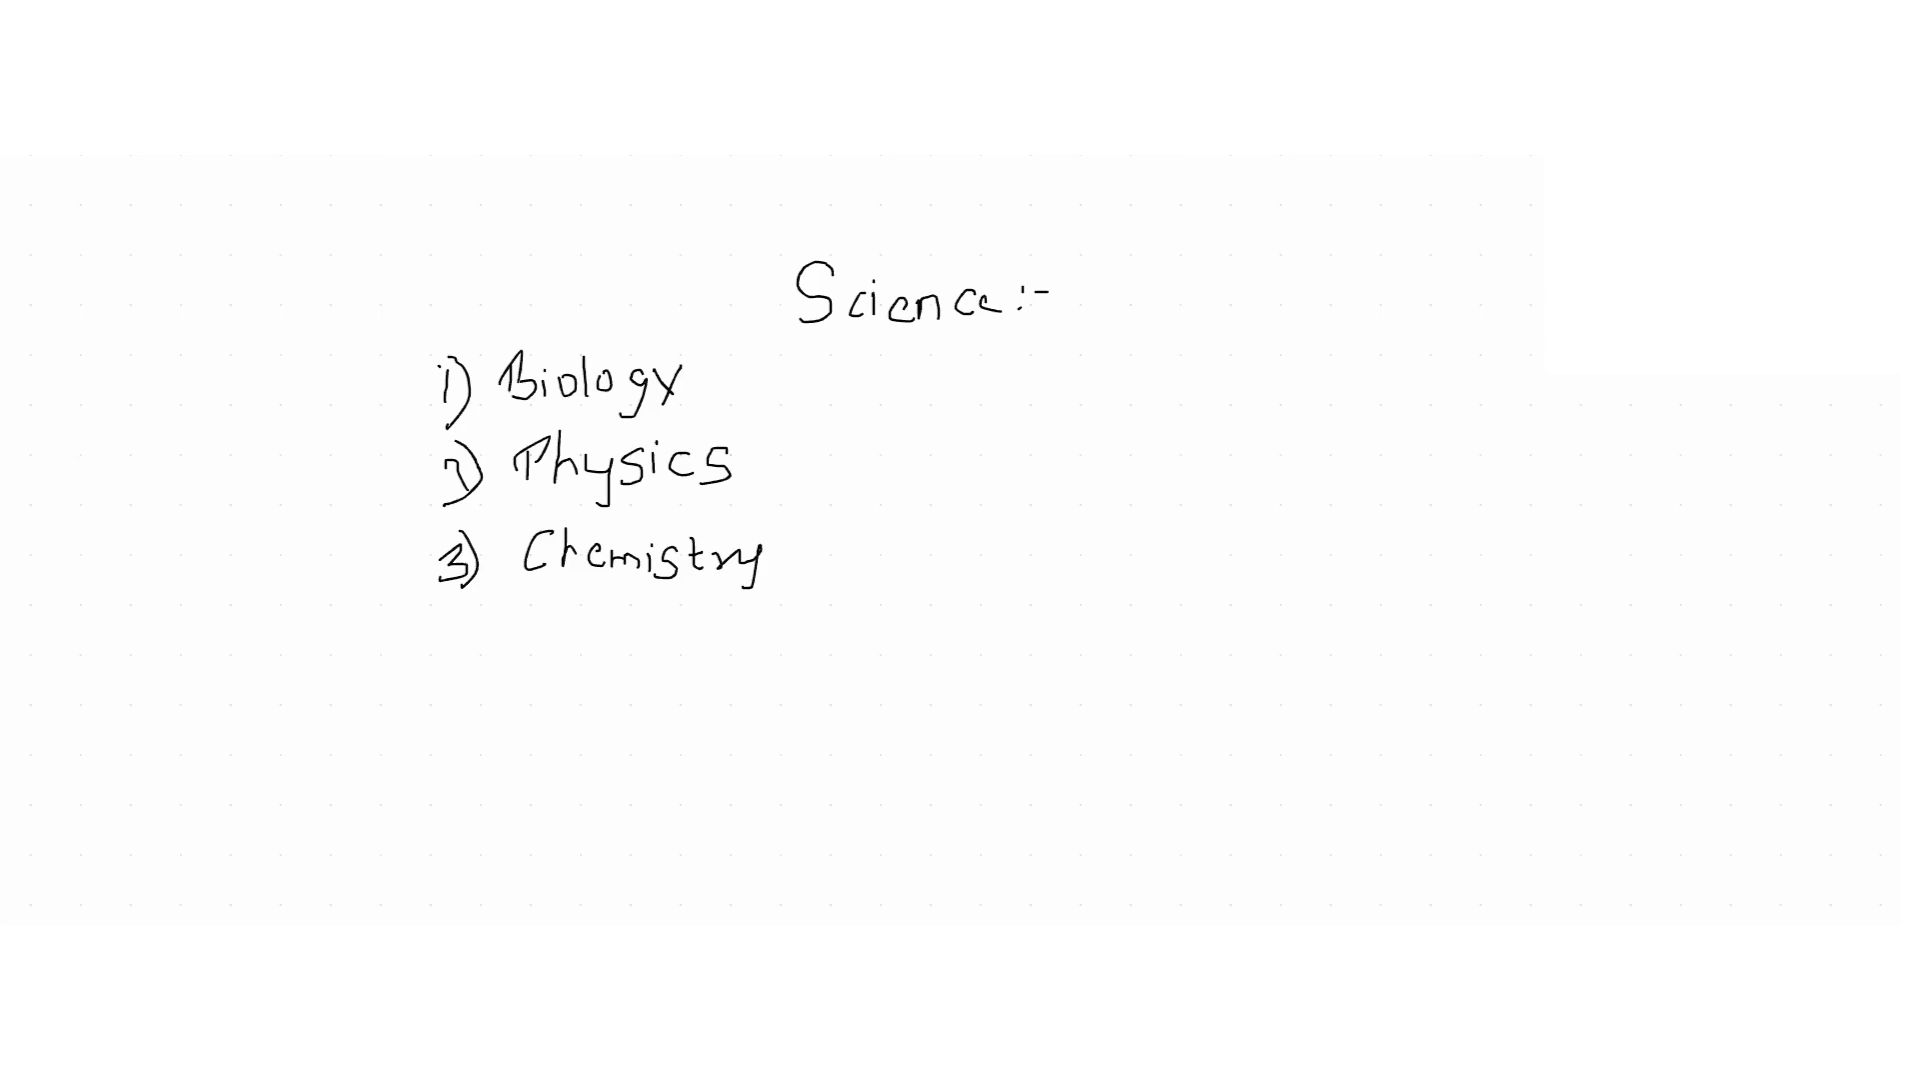 Science :-
1) Biology
2) Physics
3) Chemistry